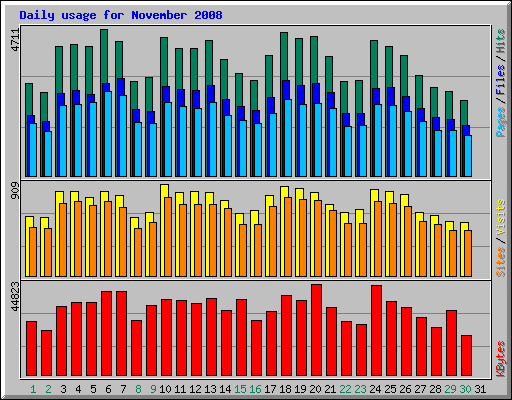 Daily usage for November 2008
4711
Pages / Files / Hits
909
Sites / Visits
44823
KBytes
1 2 3 4 5 6 7 8 9 10 11 12 13 14 15 16 17 18 19 20 21 22 23 24 25 26 27 28 29 30 31